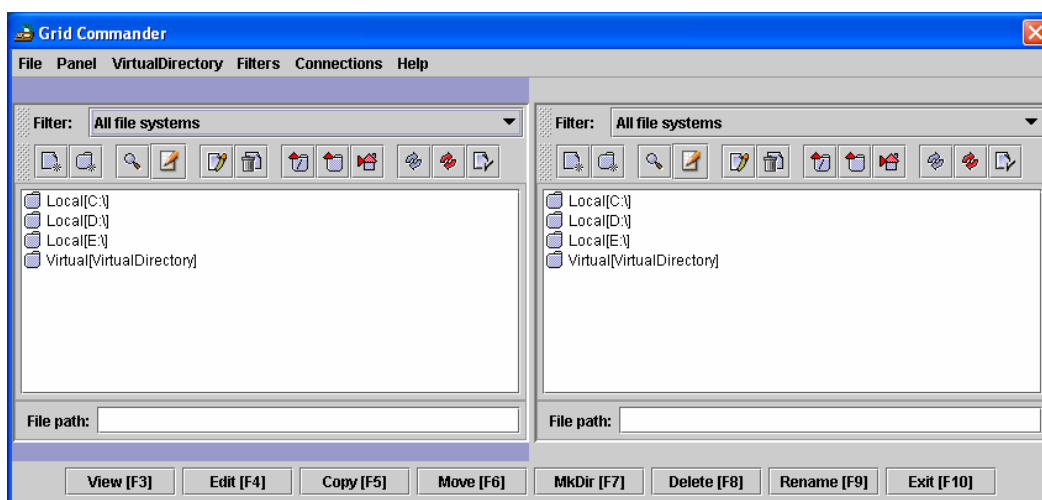 Grid Commander
File Panel VirtualDirectory Filters Connections Help
Filter: All file systems
Local[C:\]
Local[D:\]
Local[E:\]
Virtual[VirtualDirectory]
File path:
Filter: All file systems
Local[C:\]
Local[D:\]
Local[E:\]
Virtual[VirtualDirectory]
File path:
View [F3] Edit [F4] Copy [F5] Move [F6] MkDir [F7] Delete [F8] Rename [F9] Exit [F10]